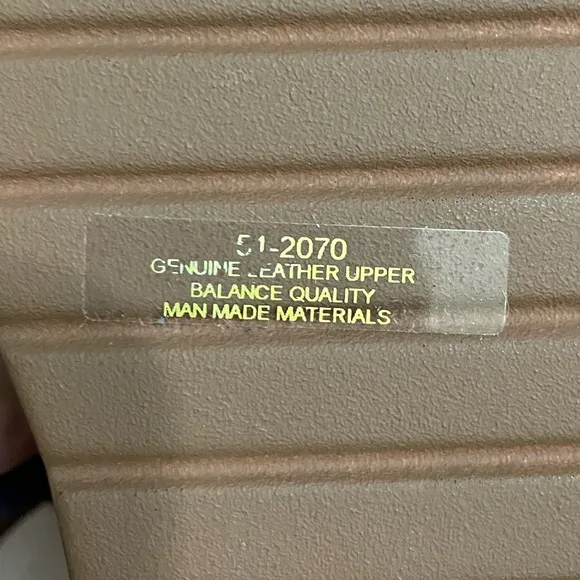 51-2070
GENUINE LEATHER UPPER
BALANCE QUALITY
MAN MADE MATERIALS